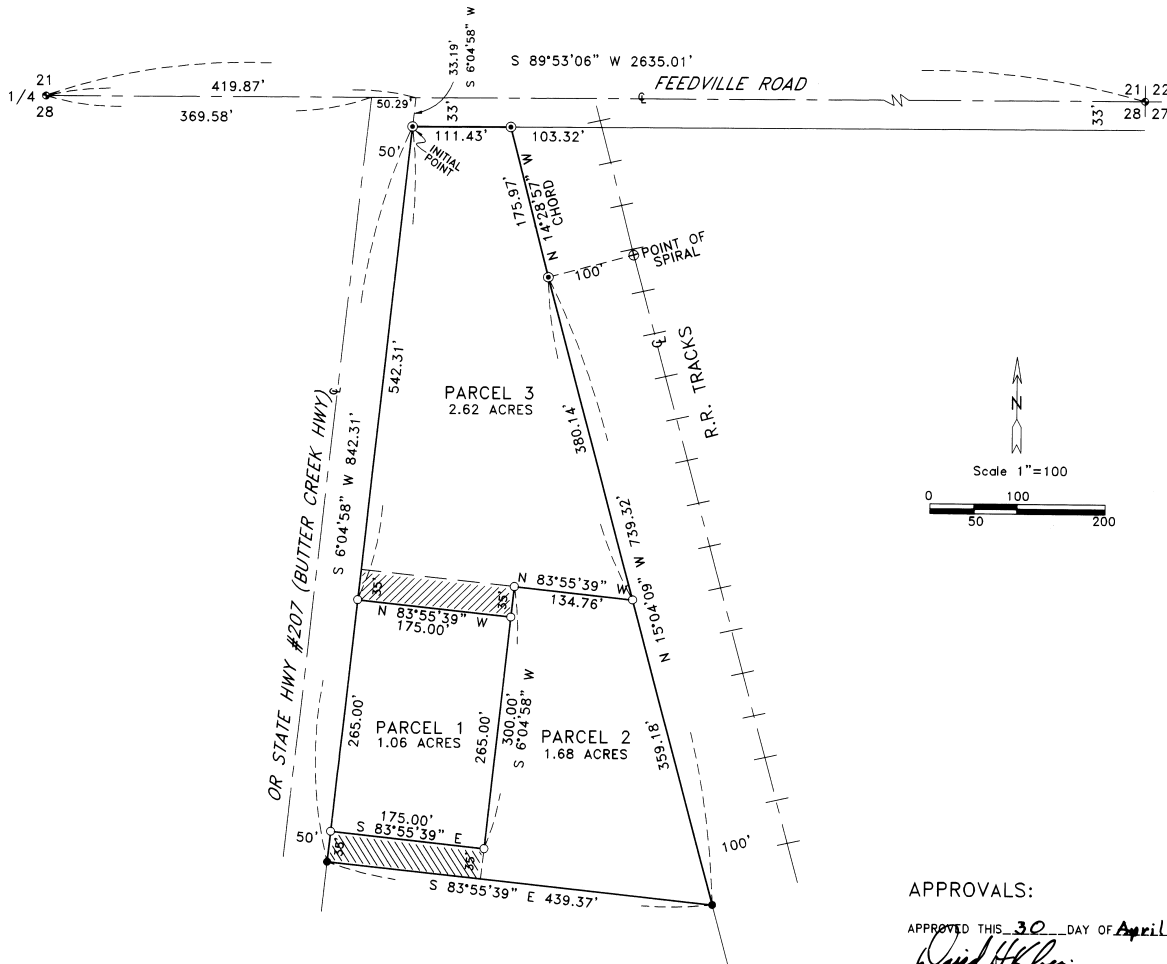 33.19'
S 6°04'58" W
S 89°53'06" W 2635.01'
FEEDVILLE ROAD
21
1/4
28
419.87'
369.58'
50.29'
33'
℄
21 22
28 27
33'
50'
INITIAL
POINT
111.43'
103.32'
175.97'
N 14°28'57" W
CHORD
100'
POINT OF
SPIRAL
℄
R.R. TRACKS
542.31'
S 6°04'58" W 842.31'
PARCEL 3
2.62 ACRES
380.14'
N 15°04'09" W 739.32'
OR STATE HWY #207 (BUTTER CREEK HWY)
℄
N
Scale 1"=100
0 100
50 200
35'
35'
N 83°55'39" W
175.00'
N 83°55'39" W
134.76'
265.00'
PARCEL 1
1.06 ACRES
265.00'
300.00'
S 6°04'58" W
PARCEL 2
1.68 ACRES
359.18'
175.00'
S 83°55'39" E
50'
35'
35'
S 83°55'39" E 439.37'
100'
APPROVALS:
APPROVED THIS 30 DAY OF April